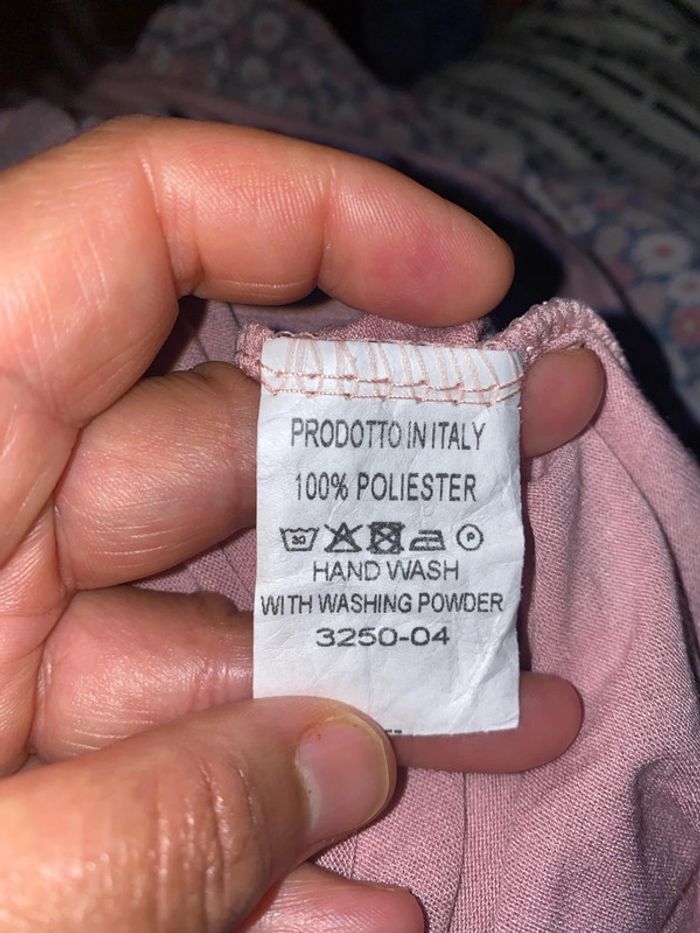 PRODOTTO IN ITALY
100% POLIESTER
30 P
HAND WASH
WITH WASHING POWDER
3250-04